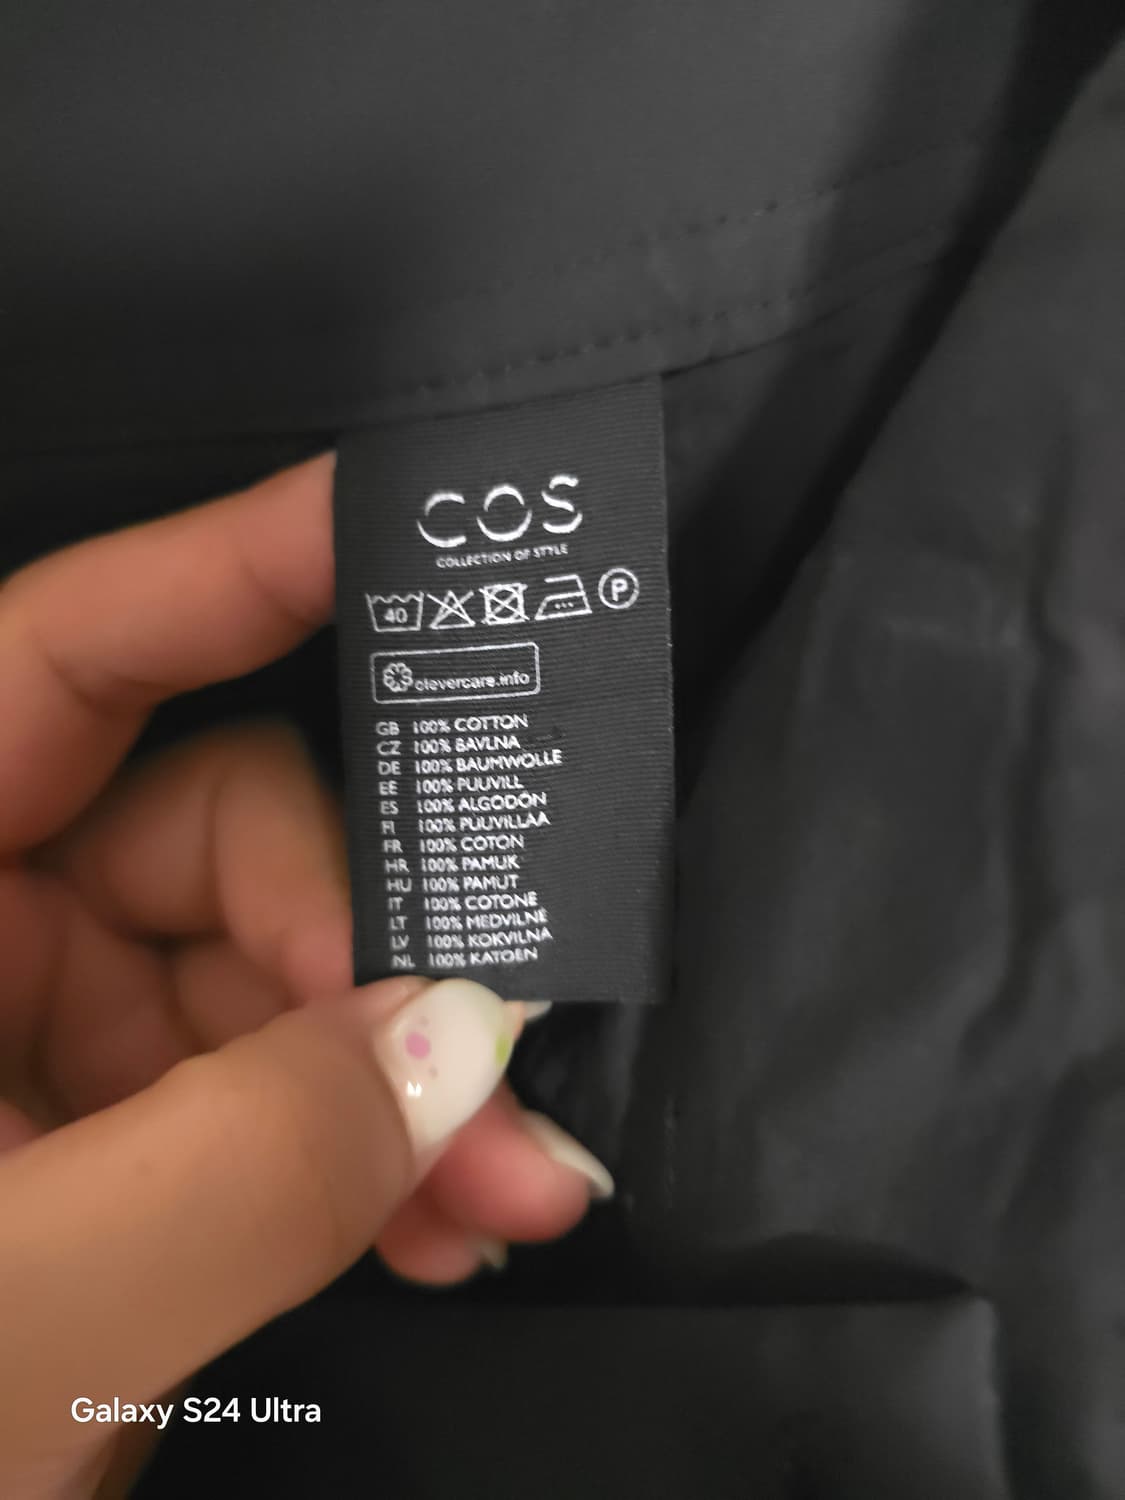 COS
COLLECTION OF STYLE
40 P
clevercare.info
GB 100% COTTON
CZ 100% BAVLNA
DE 100% BAUMWOLLE
EE 100% PUUVILL
ES 100% ALGODÓN
FI 100% PUUVILLAA
FR 100% COTON
HR 100% PAMUK
HU 100% PAMUT
IT 100% COTONE
LT 100% MEDVILNĖ
LV 100% KOKVILNA
NL 100% KATOEN
Galaxy S24 Ultra